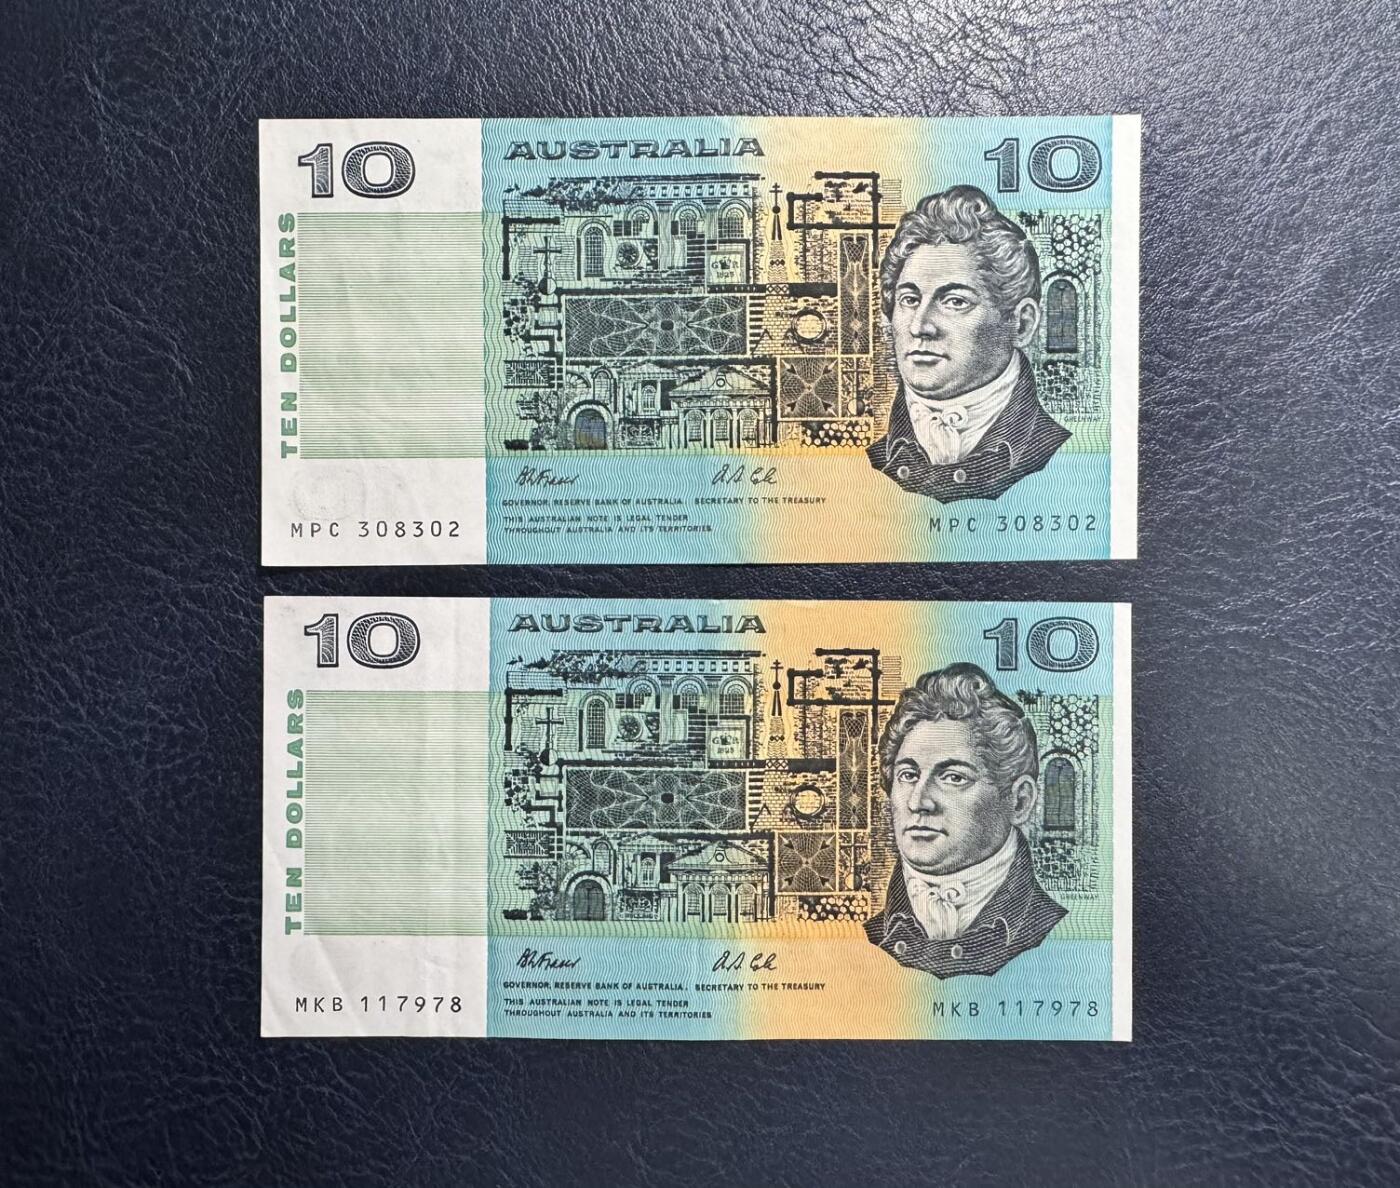 10 AUSTRALIA 10
TEN DOLLARS
GREENWAY
GOVERNOR, RESERVE BANK OF AUSTRALIA. SECRETARY TO THE TREASURY
THIS AUSTRALIAN NOTE IS LEGAL TENDER
THROUGHOUT AUSTRALIA AND ITS TERRITORIES
MPC 308302 MPC 308302
10 AUSTRALIA 10
TEN DOLLARS
GREENWAY
GOVERNOR, RESERVE BANK OF AUSTRALIA. SECRETARY TO THE TREASURY
THIS AUSTRALIAN NOTE IS LEGAL TENDER
THROUGHOUT AUSTRALIA AND ITS TERRITORIES
MKB 117978 MKB 117978